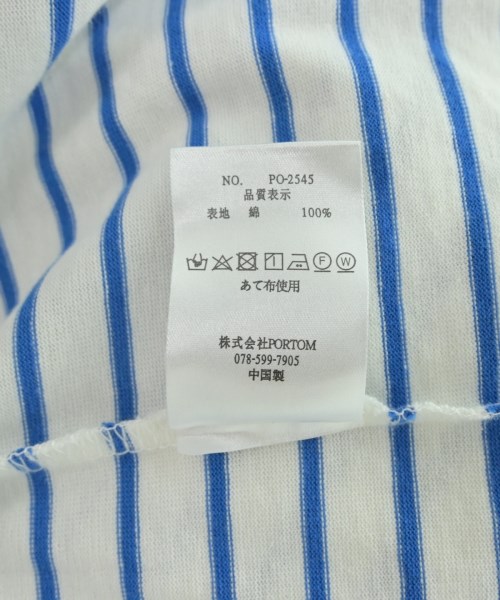 NO. PO-2545
品質表示
表地 綿 100%
F W
あて布使用
株式会社PORTOM
078-599-7905
中国製